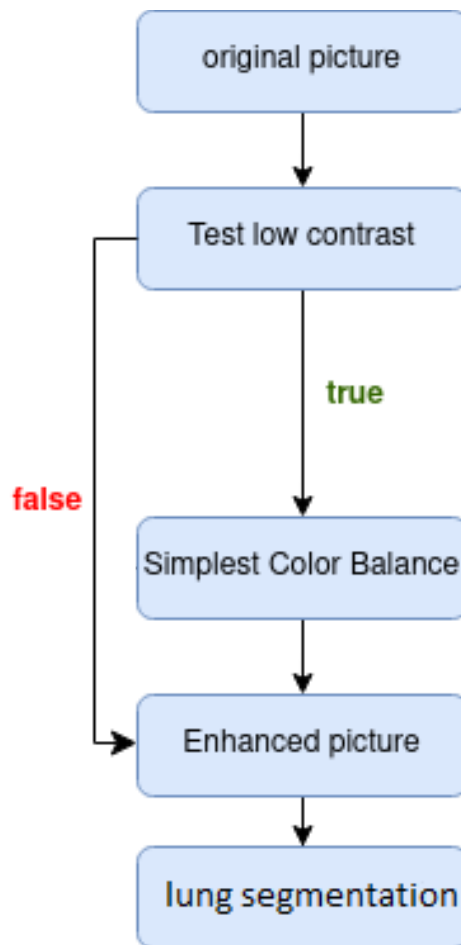 original picture
Test low contrast
true
false
Simplest Color Balance
Enhanced picture
lung segmentation